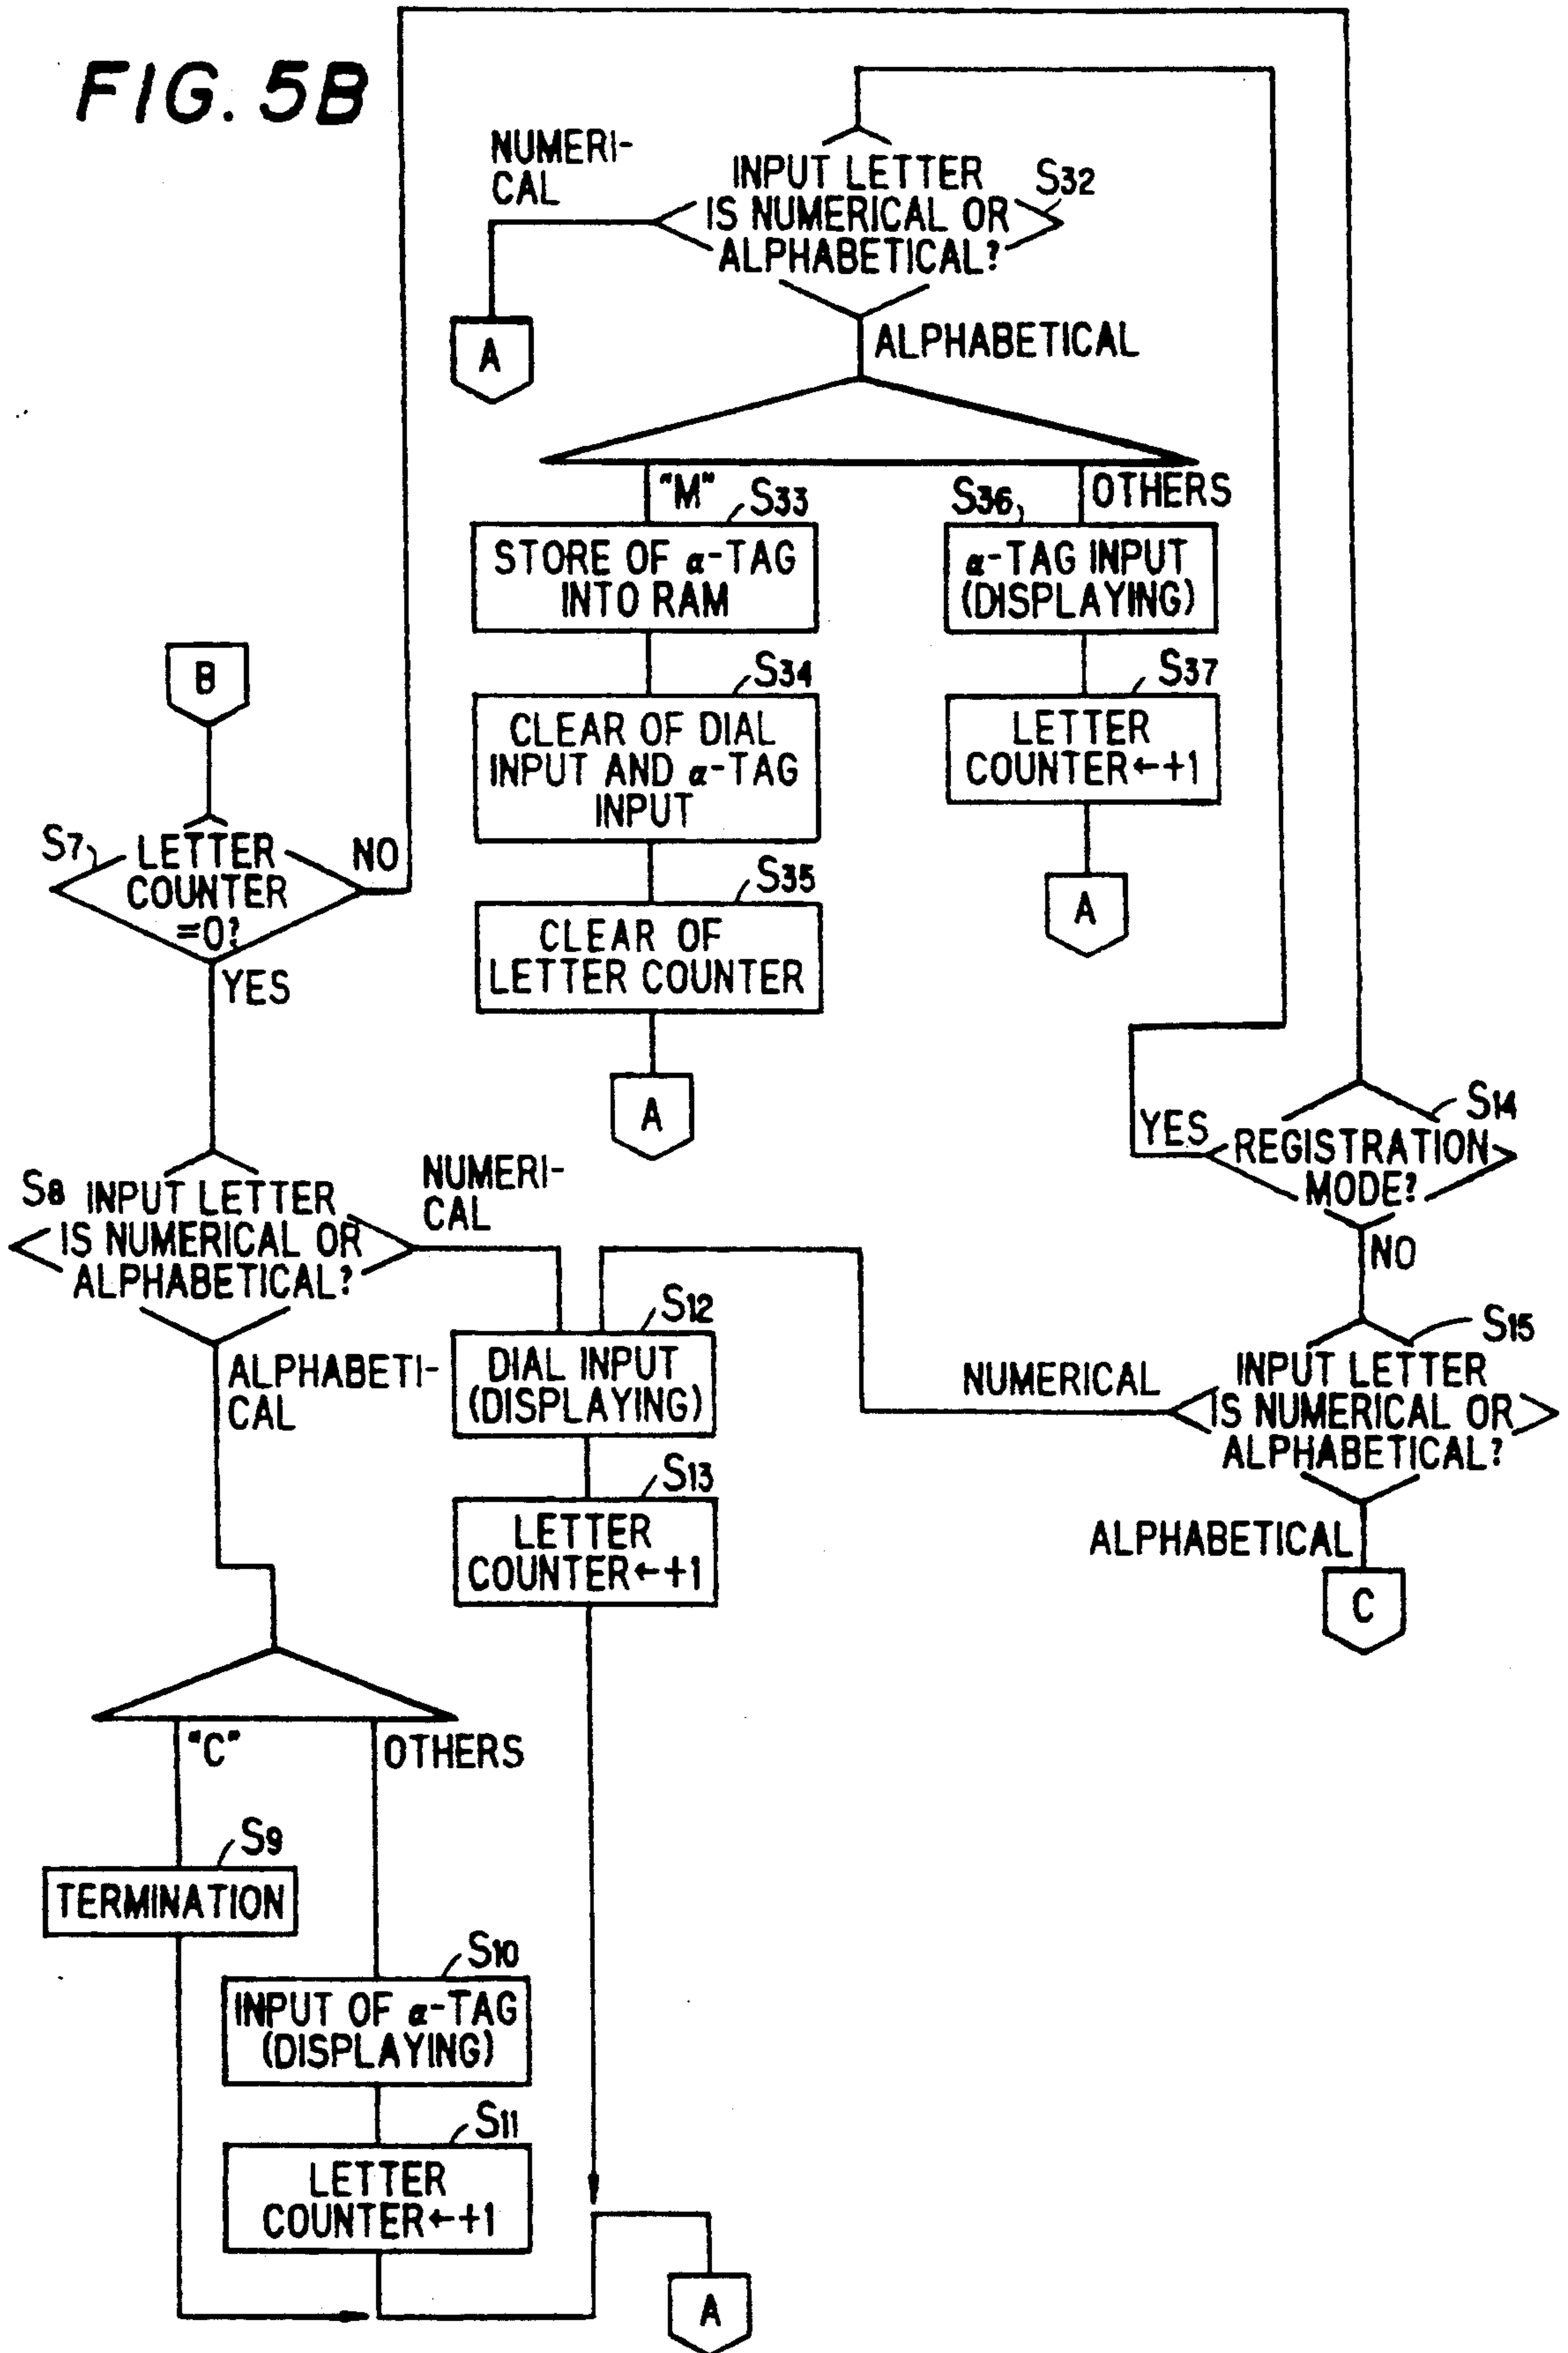 FIG. 5B
NUMERI-
CAL
INPUT LETTER
IS NUMERICAL OR
ALPHABETICAL?
S32
A
ALPHABETICAL
"M"
S33
STORE OF α-TAG
INTO RAM
S34
CLEAR OF DIAL
INPUT AND α-TAG
INPUT
S35
CLEAR OF
LETTER COUNTER
A
OTHERS
S36
α-TAG INPUT
(DISPLAYING)
S37
LETTER
COUNTER←+1
A
B
S7
LETTER
COUNTER
=0?
NO
YES
S8
INPUT LETTER
IS NUMERICAL OR
ALPHABETICAL?
NUMERI-
CAL
ALPHABETI-
CAL
S12
DIAL INPUT
(DISPLAYING)
S13
LETTER
COUNTER←+1
YES
S14
REGISTRATION
MODE?
NO
S15
INPUT LETTER
IS NUMERICAL OR
ALPHABETICAL?
NUMERICAL
ALPHABETICAL
C
"C"
OTHERS
S9
TERMINATION
S10
INPUT OF α-TAG
(DISPLAYING)
S11
LETTER
COUNTER←+1
A